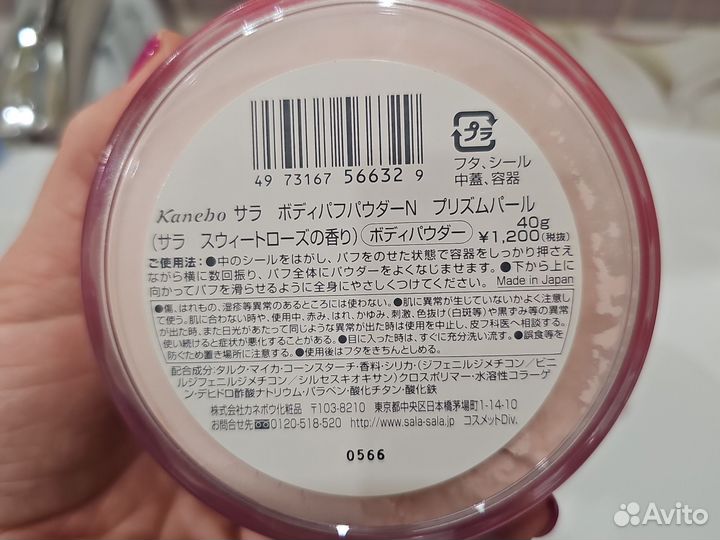 4973167 566329
プラ
フタ、シール
中蓋、容器
Kanebo サラ ボディパフパウダーN プリズムパール
40g
(サラ スウィートローズの香り) ボディパウダー ¥1,200(税抜)
ご使用法：●中のシールをはがし、パフをのせた状態で容器をしっかり押さえ
ながら横に数回振り、パフ全体にパウダーをよくなじませます。●下から上に
向かってパフを滑らせるように全身にやさしくつけてください。 Made in Japan
●傷、はれもの、湿疹等異常のあるところには使わない。●肌に異常が生じていないかよく注意し
て使う。肌に合わない時や、使用中、赤み、はれ、かゆみ、刺激、色抜け(白斑等)や黒ずみ等の異常
が出た時、また日光があたって同じような異常が出た時は使用を中止し、皮フ科医へ相談する。使い
続けると症状が悪化することがある。●目に入った時は、すぐに充分洗い流す。●誤食等を
防ぐため置き場所に注意する。●使用後はフタをきちんとしめる。
配合成分：タルク・マイカ・コーンスターチ・香料・シリカ・(ジフェニルジメチコン/ビニ
ルジフェニルジメチコン/シルセスキオキサン)クロスポリマー・水溶性コラーゲ
ン・デヒドロ酢酸ナトリウム・パラベン・酸化チタン・酸化鉄
株式会社カネボウ化粧品 〒103-8210 東京都中央区日本橋茅場町1-14-10
お問合せ先●●0120-518-520 http://www.sala-sala.jp コスメットDiv.
0566
Avito